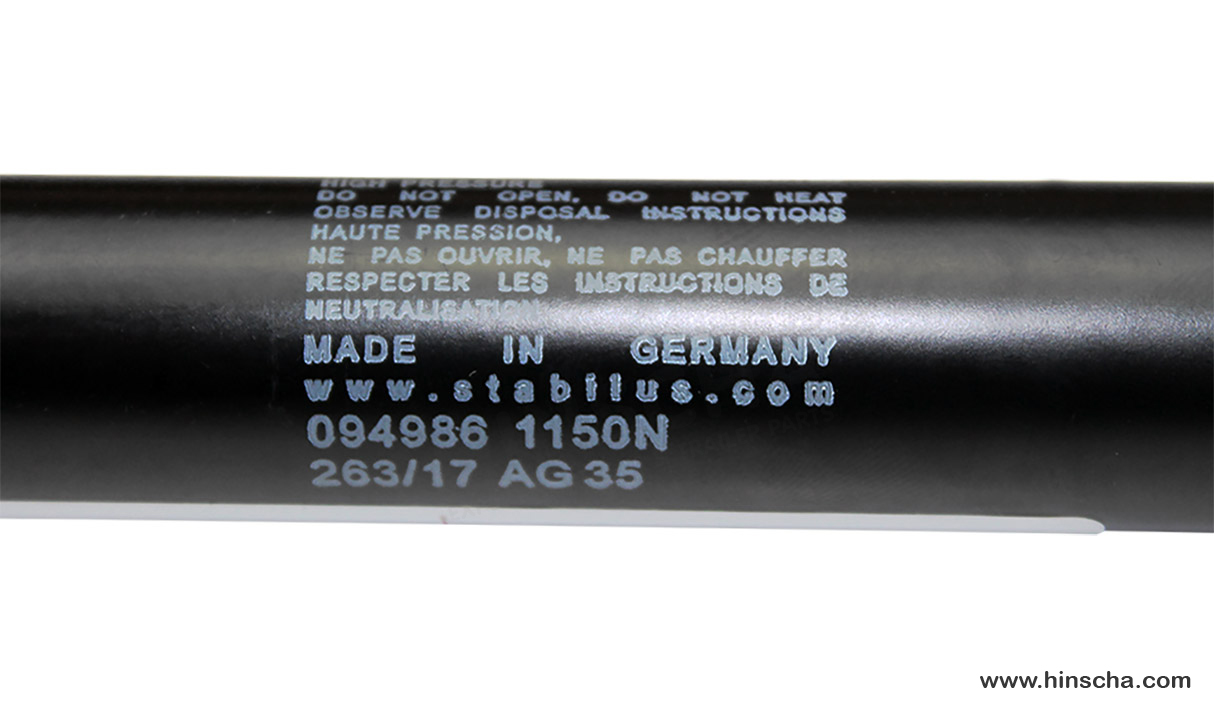 HIGH PRESSURE
DO NOT OPEN, DO NOT HEAT
OBSERVE DISPOSAL INSTRUCTIONS
HAUTE PRESSION,
NE PAS OUVRIR, NE PAS CHAUFFER
RESPECTER LES INSTRUCTIONS DE
NEUTRALISATION
MADE IN GERMANY
www.stabilus.com
094986 1150N
263/17 AG 35
www.hinscha.com